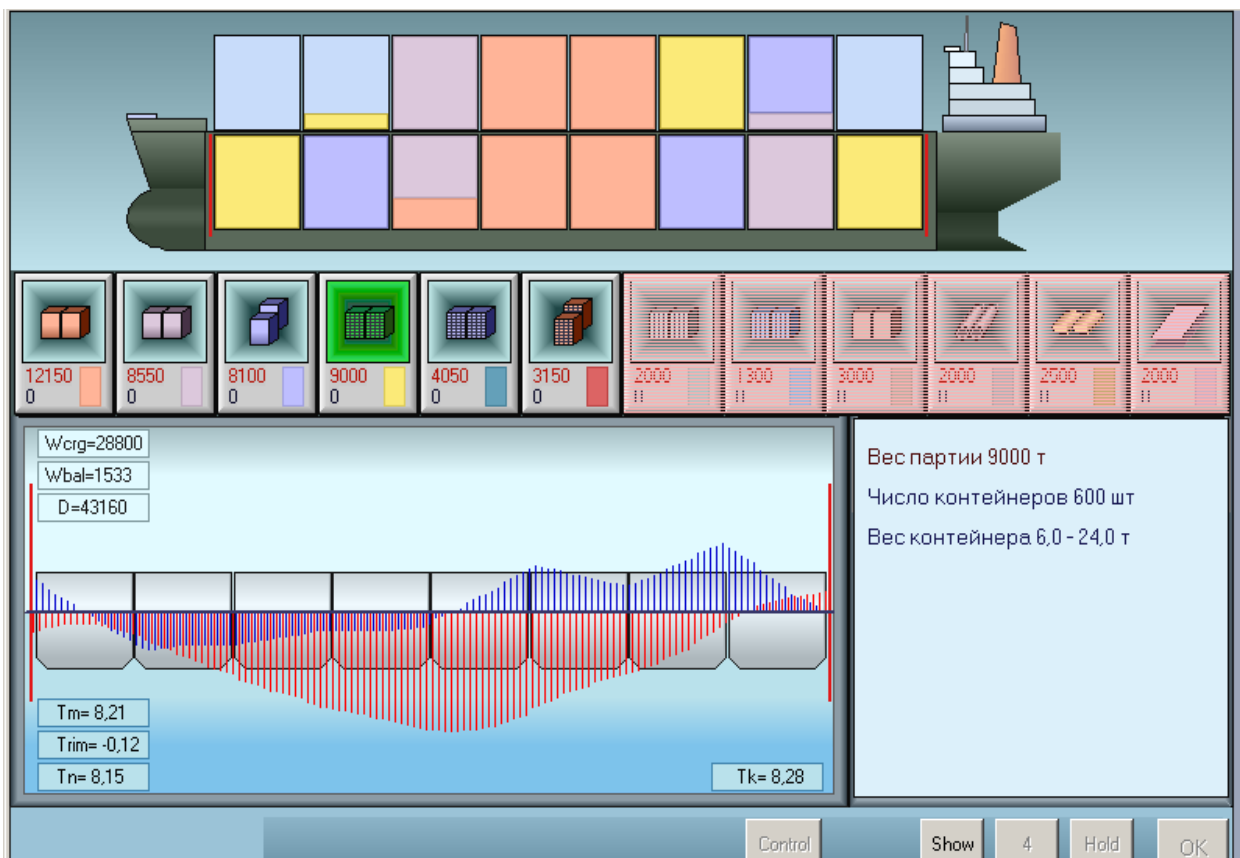 12150 8550 8100 9000 4050 3150 2000 1300 3000 2000 2500 2000
0 0 0 0 0 0 !! !! !! !! !! !!
Wcrg=28800
Wbal=1533
D=43160
Tm= 8,21
Trim= -0,12
Tn= 8,15
Tk= 8,28
Вес партии 9000 т
Число контейнеров 600 шт
Вес контейнера 6,0 - 24,0 т
Control Show 4 Hold OK